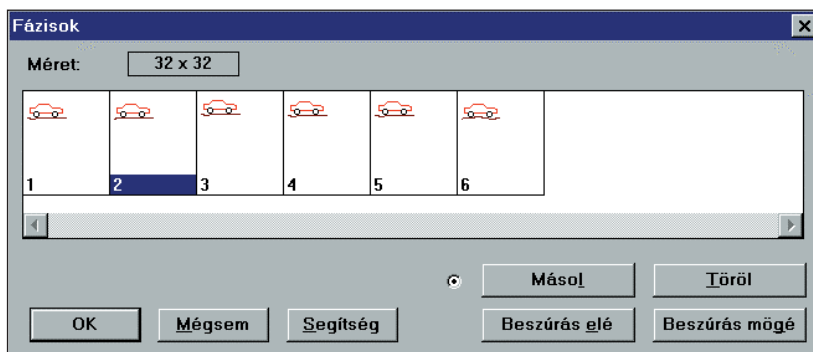 Fázisok
Méret: 32 x 32
1 2 3 4 5 6
Másol Töröl
OK Mégsem Segítség Beszúrás elé Beszúrás mögé